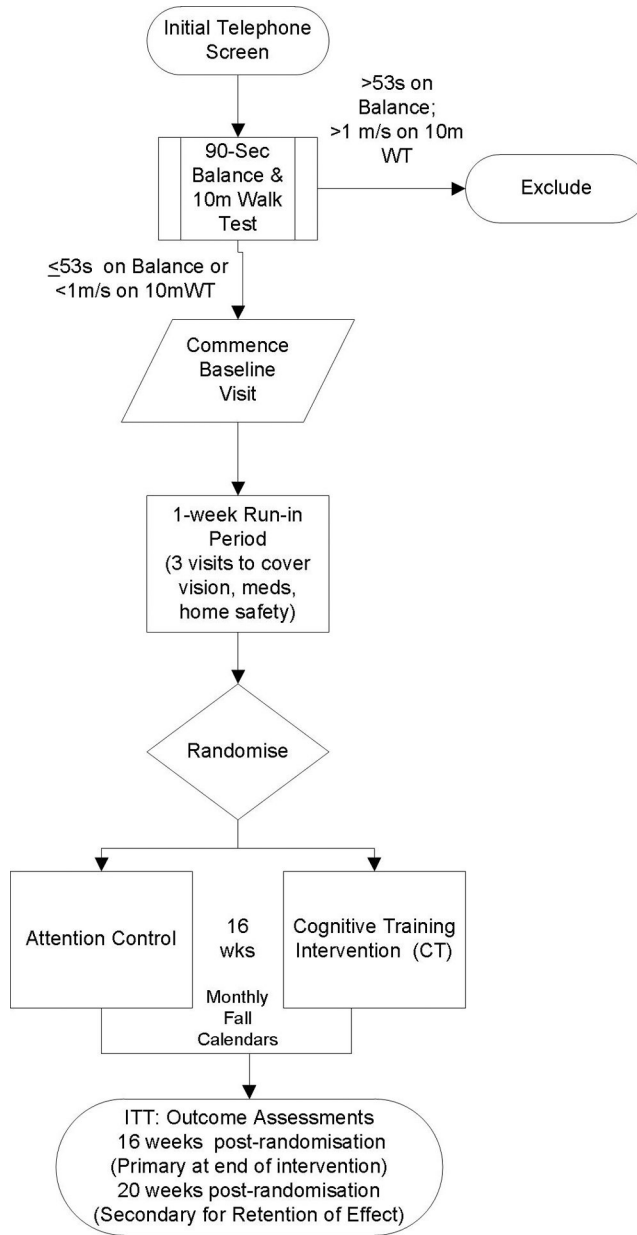 Initial Telephone
Screen
>53s on
Balance;
>1 m/s on 10m
WT
90-Sec
Balance &
10m Walk
Test
Exclude
≤53s on Balance or
<1m/s on 10mWT
Commence
Baseline
Visit
1-week Run-in
Period
(3 visits to cover
vision, meds,
home safety)
Randomise
Attention Control
16
wks
Cognitive Training
Intervention (CT)
Monthly
Fall
Calendars
ITT: Outcome Assessments
16 weeks post-randomisation
(Primary at end of intervention)
20 weeks post-randomisation
(Secondary for Retention of Effect)